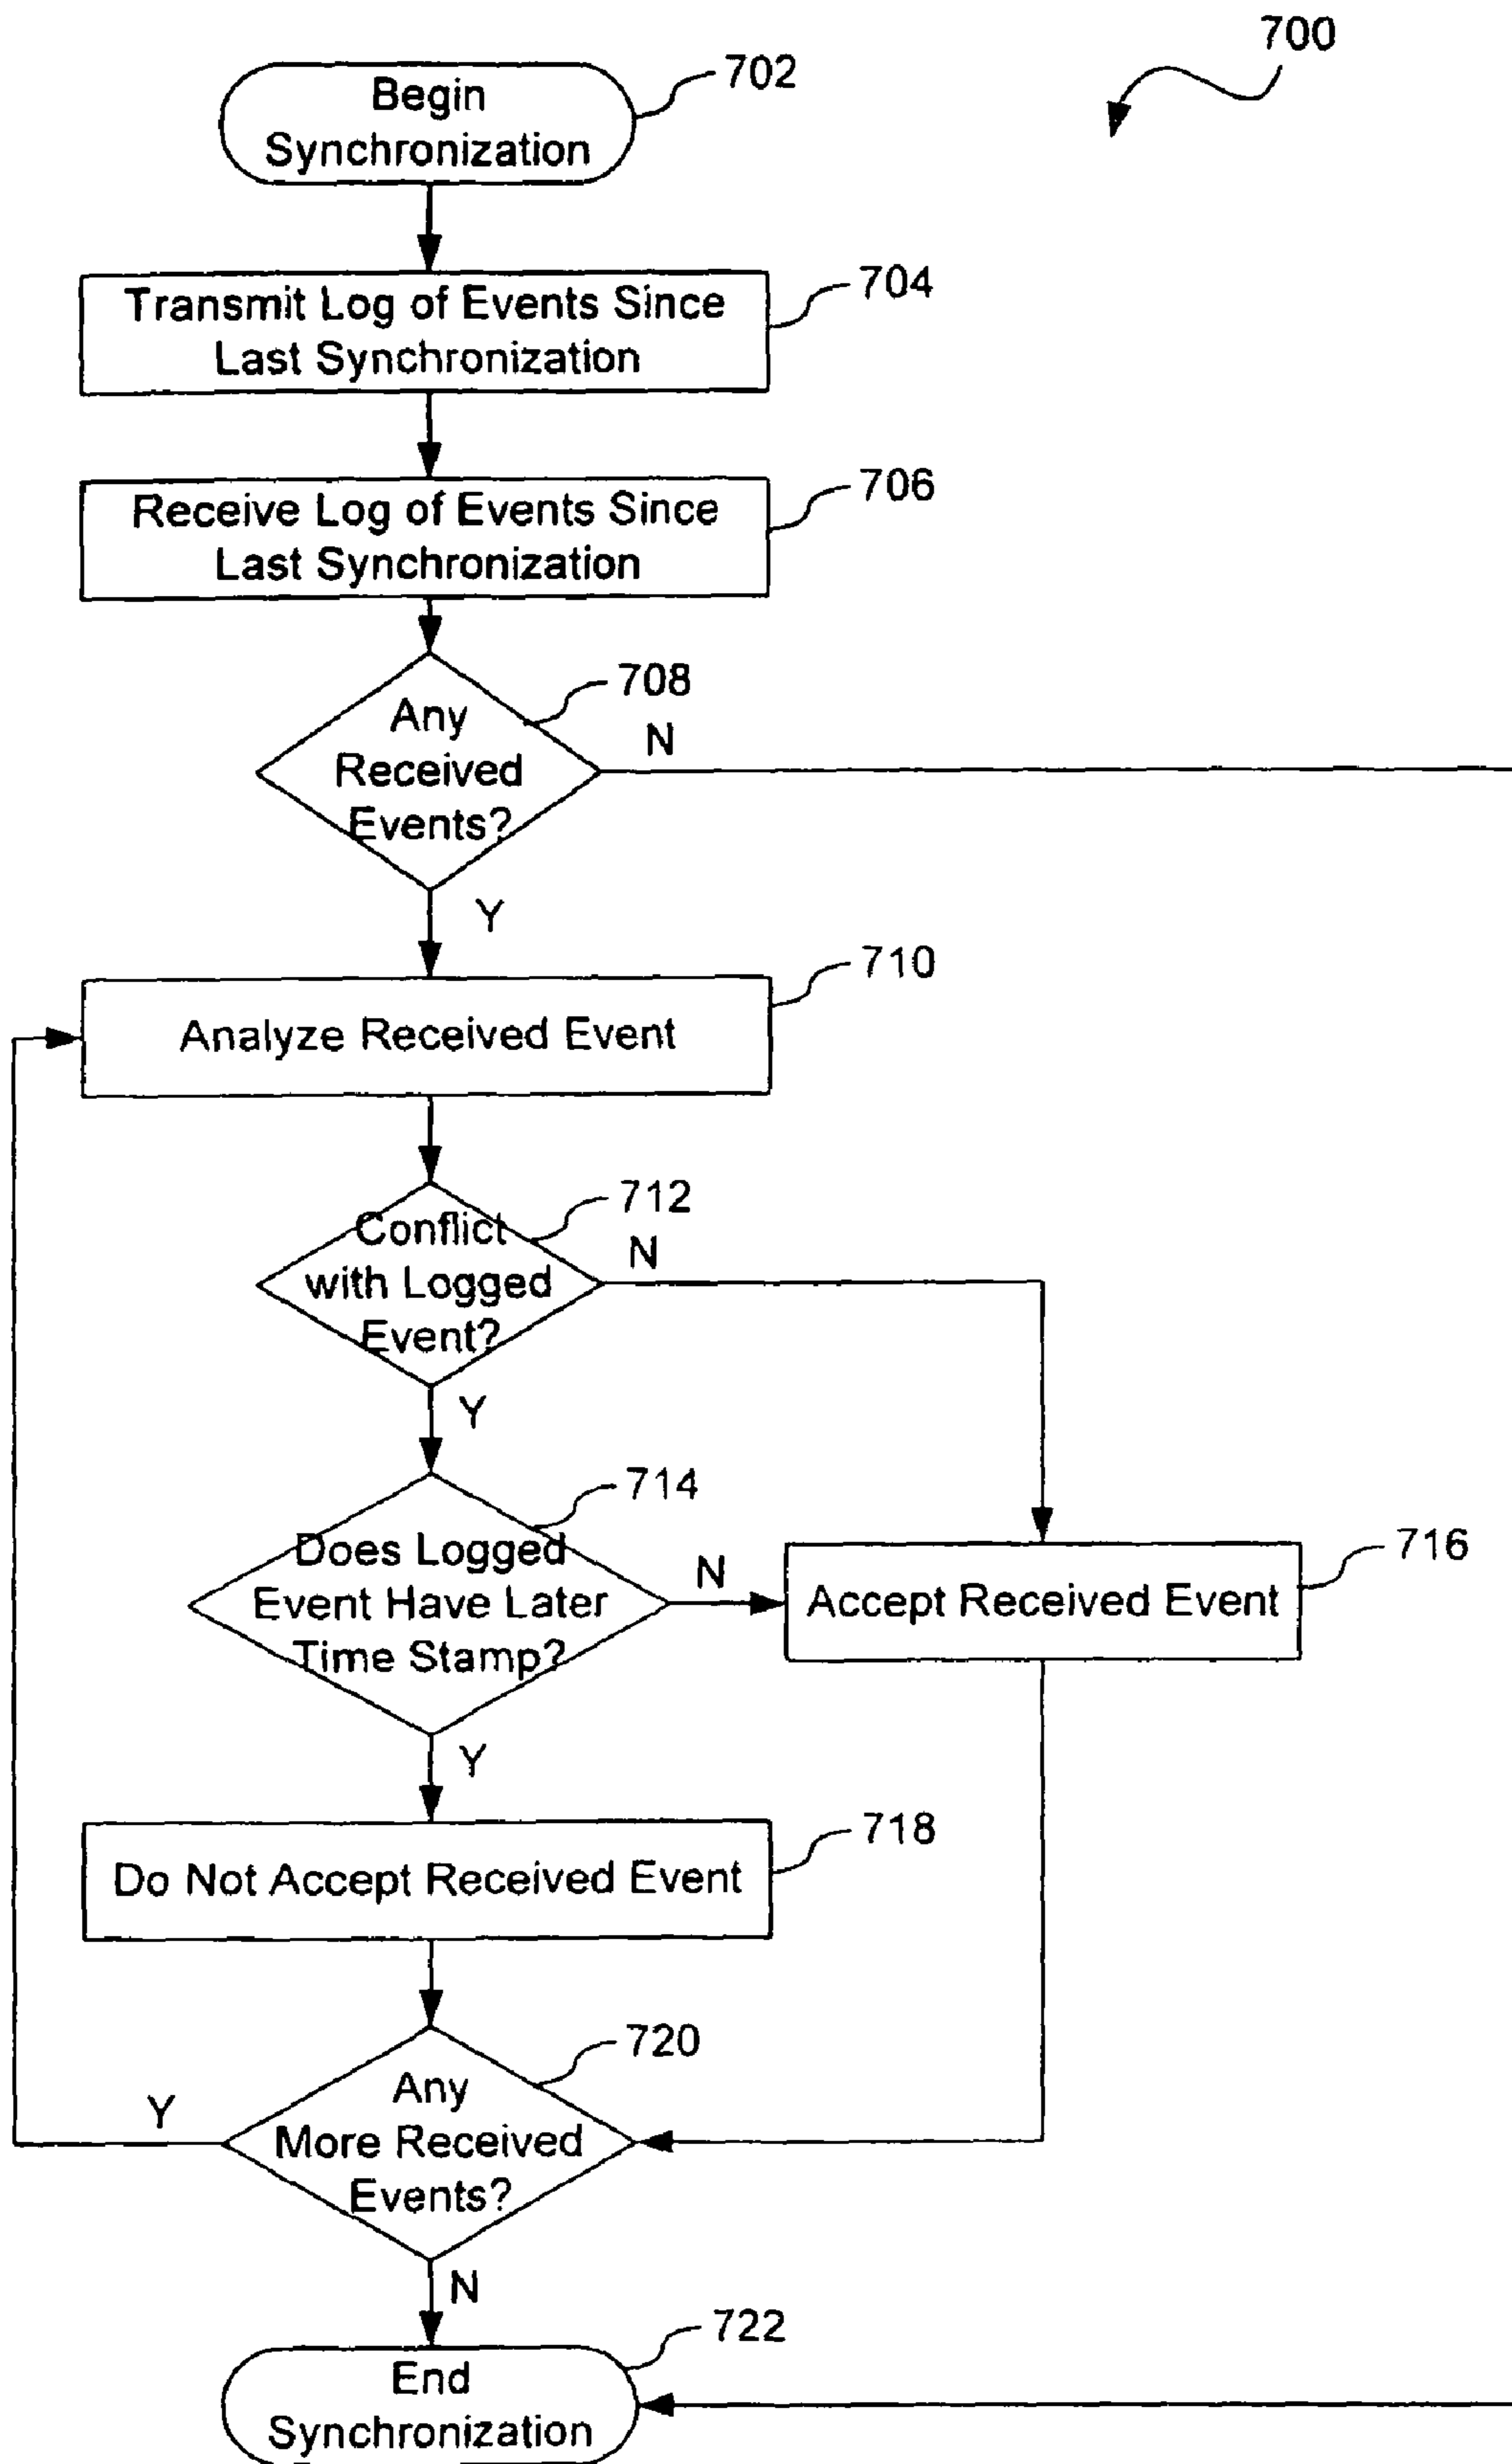 700
Begin
Synchronization
702
Transmit Log of Events Since
Last Synchronization
704
Receive Log of Events Since
Last Synchronization
706
Any
Received
Events?
708
N
Y
Analyze Received Event
710
Conflict
with Logged
Event?
712
N
Y
Does Logged
Event Have Later
Time Stamp?
714
N
Accept Received Event
716
Y
Do Not Accept Received Event
718
Any
More Received
Events?
720
Y
N
End
Synchronization
722